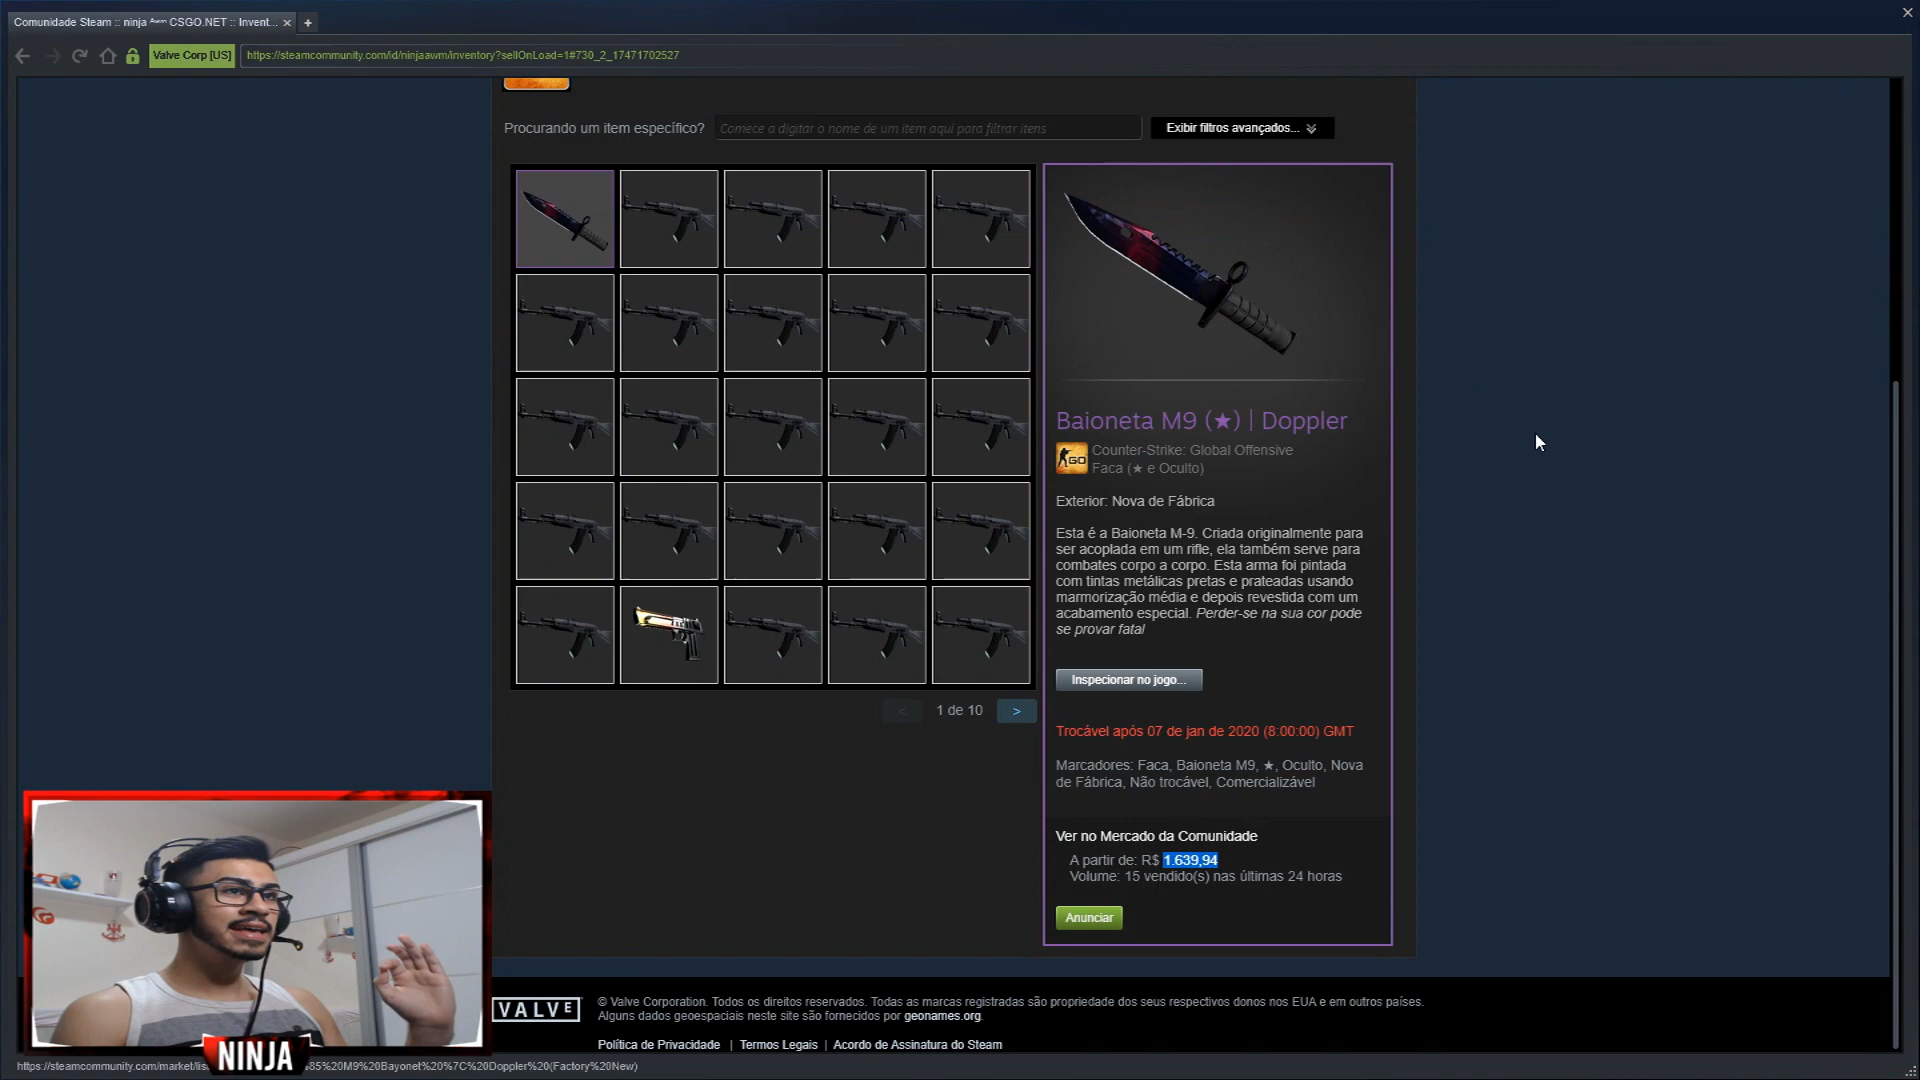 Comunidade Steam :: ninja ᴬʷᵐ CSGO.NET :: Invent...
Valve Corp [US]
https://steamcommunity.com/id/ninjaawm/inventory?sellOnLoad=1#730_2_17471702527
Procurando um item específico?
Comece a digitar o nome de um item aqui para filtrar itens
Exibir filtros avançados...
Baioneta M9 (★) | Doppler
GO
Counter-Strike: Global Offensive
Faca (★ e Oculto)
Exterior: Nova de Fábrica
Esta é a Baioneta M-9. Criada originalmente para
ser acoplada em um rifle, ela também serve para
combates corpo a corpo. Esta arma foi pintada
com tintas metálicas pretas e prateadas usando
marmorização média e depois revestida com um
acabamento especial. Perder-se na sua cor pode
se provar fatal
Inspecionar no jogo...
< 1 de 10 >
Trocável após 07 de jan de 2020 (8:00:00) GMT
Marcadores: Faca, Baioneta M9, ★, Oculto, Nova
de Fábrica, Não trocável, Comercializável
Ver no Mercado da Comunidade
A partir de: R$ 1.639,94
Volume: 15 vendido(s) nas últimas 24 horas
Anunciar
VALVE
© Valve Corporation. Todos os direitos reservados. Todas as marcas registradas são propriedade dos seus respectivos donos nos EUA e em outros países.
Alguns dados geoespaciais neste site são fornecidos por geonames.org.
Política de Privacidade | Termos Legais | Acordo de Assinatura do Steam
NINJA
https://steamcommunity.com/market/lis
85%20M9%20Bayonet%20%7C%20Doppler%20(Factory%20New)